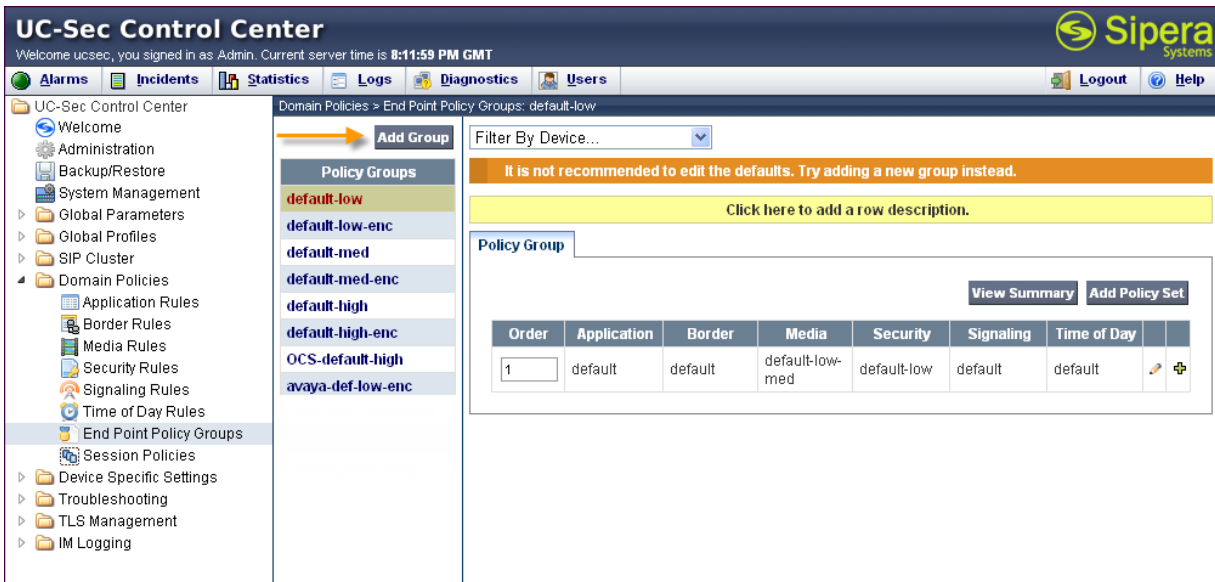 UC-Sec Control Center
Welcome ucsec, you signed in as Admin. Current server time is 8:11:59 PM GMT
Sipera
Systems
Alarms Incidents Statistics Logs Diagnostics Users Logout Help
UC-Sec Control Center
Welcome
Administration
Backup/Restore
System Management
Global Parameters
Global Profiles
SIP Cluster
Domain Policies
Application Rules
Border Rules
Media Rules
Security Rules
Signaling Rules
Time of Day Rules
End Point Policy Groups
Session Policies
Device Specific Settings
Troubleshooting
TLS Management
IM Logging
Domain Policies > End Point Policy Groups: default-low
Add Group
Policy Groups
default-low
default-low-enc
default-med
default-med-enc
default-high
default-high-enc
OCS-default-high
avaya-def-low-enc
Filter By Device...
It is not recommended to edit the defaults. Try adding a new group instead.
Click here to add a row description.
Policy Group
View Summary Add Policy Set
Order Application Border Media Security Signaling Time of Day
1 default default default-low-med default-low default default